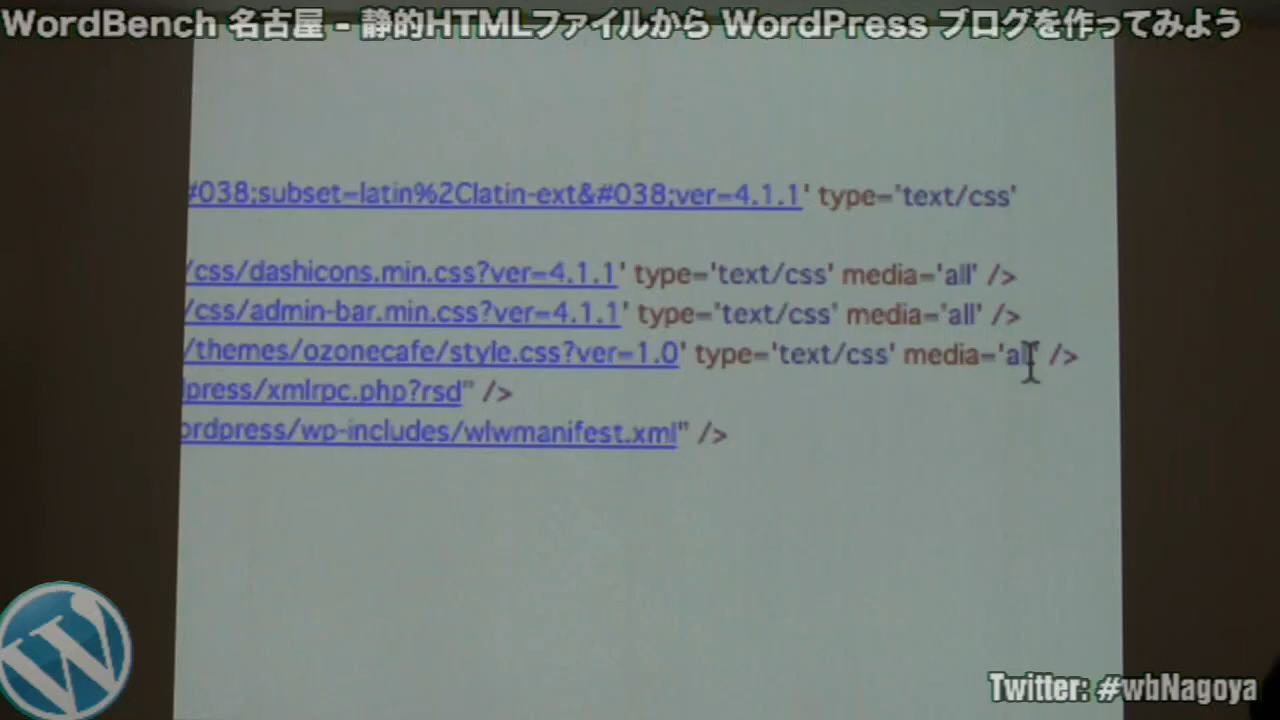 WordBench 名古屋 - 静的HTMLファイルから WordPress ブログを作ってみよう
#038;subset=latin%2Clatin-ext&#038;ver=4.1.1' type='text/css'
/css/dashicons.min.css?ver=4.1.1' type='text/css' media='all' />
/css/admin-bar.min.css?ver=4.1.1' type='text/css' media='all' />
/themes/ozonecafe/style.css?ver=1.0' type='text/css' media='all' />
press/xmlrpc.php?rsd" />
ordpress/wp-includes/wlwmanifest.xml" />
W
Twitter: #wbNagoya